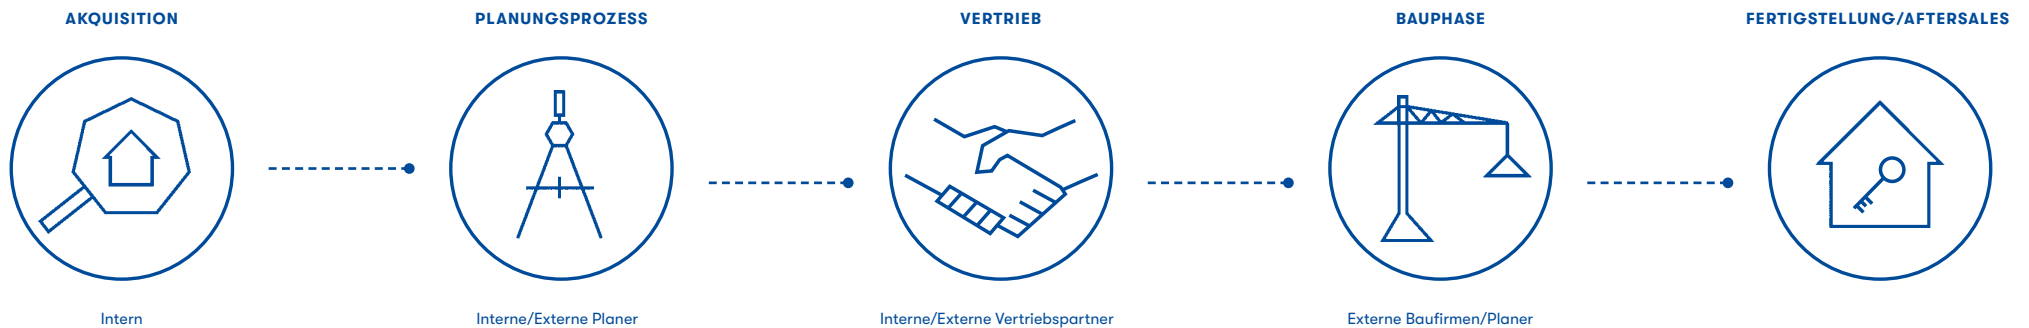 AKQUISITION
PLANUNGSPROZESS
VERTRIEB
BAUPHASE
FERTIGSTELLUNG/AFTERSALES
Intern
Interne/Externe Planer
Interne/Externe Vertriebspartner
Externe Baufirmen/Planer